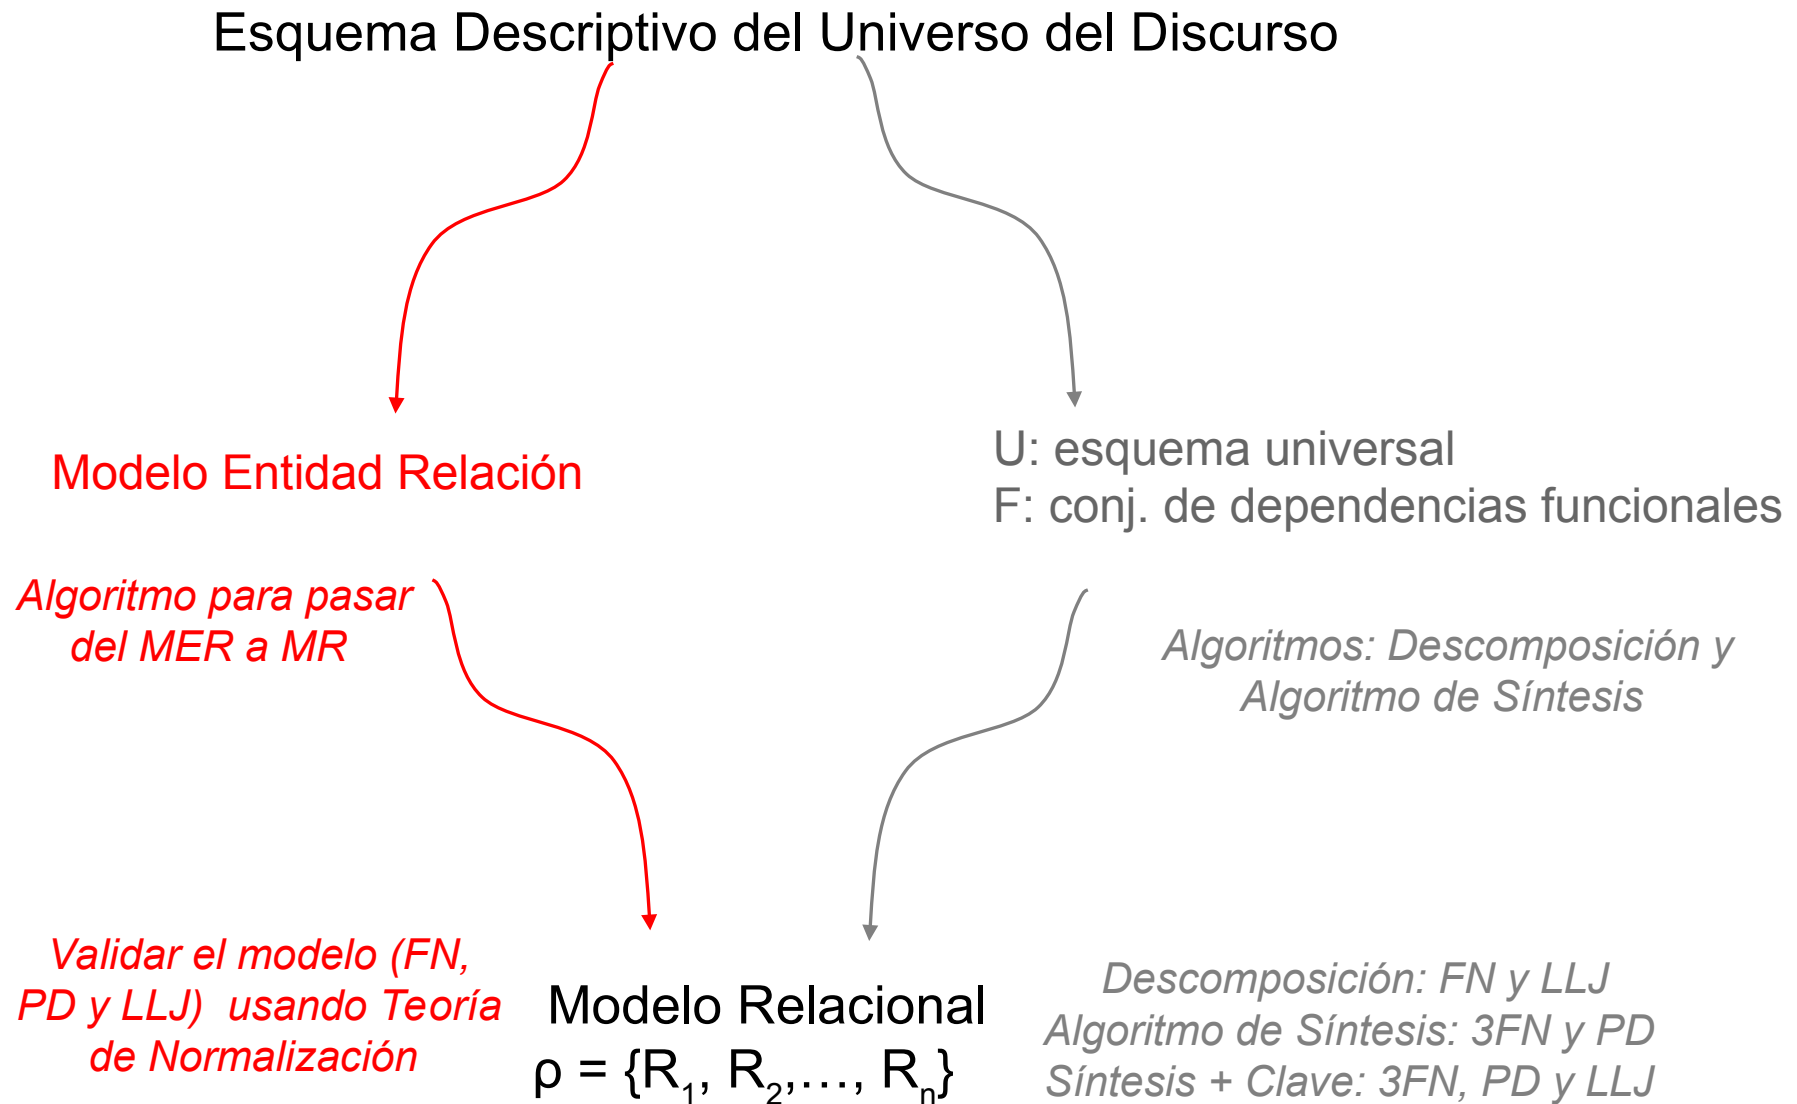 Esquema Descriptivo del Universo del Discurso
Modelo Entidad Relación
U: esquema universal
F: conj. de dependencias funcionales
Algoritmo para pasar
del MER a MR
Algoritmos: Descomposición y
Algoritmo de Síntesis
Validar el modelo (FN,
PD y LLJ)  usando Teoría
de Normalización
Modelo Relacional
ρ = {R₁, R₂,…, Rₙ}
Descomposición: FN y LLJ
Algoritmo de Síntesis: 3FN y PD
Síntesis + Clave: 3FN, PD y LLJ